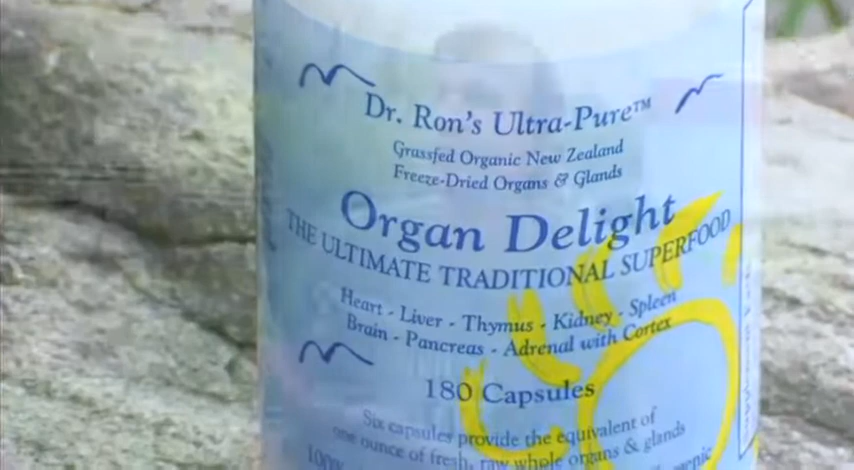 Dr. Ron's Ultra-Pure™
Grassfed Organic New Zealand
Freeze-Dried Organs & Glands
Organ Delight
THE ULTIMATE TRADITIONAL SUPERFOOD
Heart - Liver - Thymus - Kidney - Spleen
Brain - Pancreas - Adrenal with Cortex
180 Capsules
Six capsules provide the equivalent of
one ounce of fresh, raw whole organs & glands